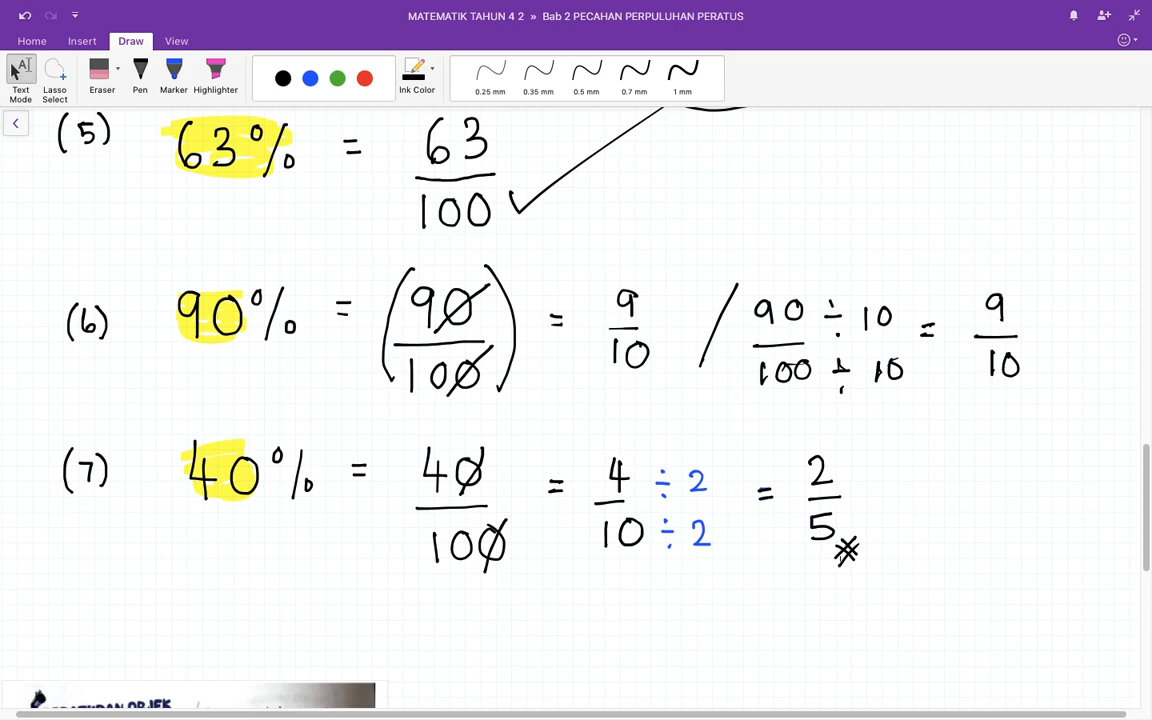 MATEMATIK TAHUN 4 2 » Bab 2 PECAHAN PERPULUHAN PERATUS
Home Insert Draw View
Text Mode Lasso Select Eraser Pen Marker Highlighter Ink Color 0.25 mm 0.35 mm 0.5 mm 0.7 mm 1 mm
(5) 63% = 63/100
(6) 90% = (90/100) = 9/10 / 90 ÷ 10 / 100 ÷ 10 = 9/10
(7) 40% = 40/100 = 4 ÷ 2 / 10 ÷ 2 = 2/5
OBJEK